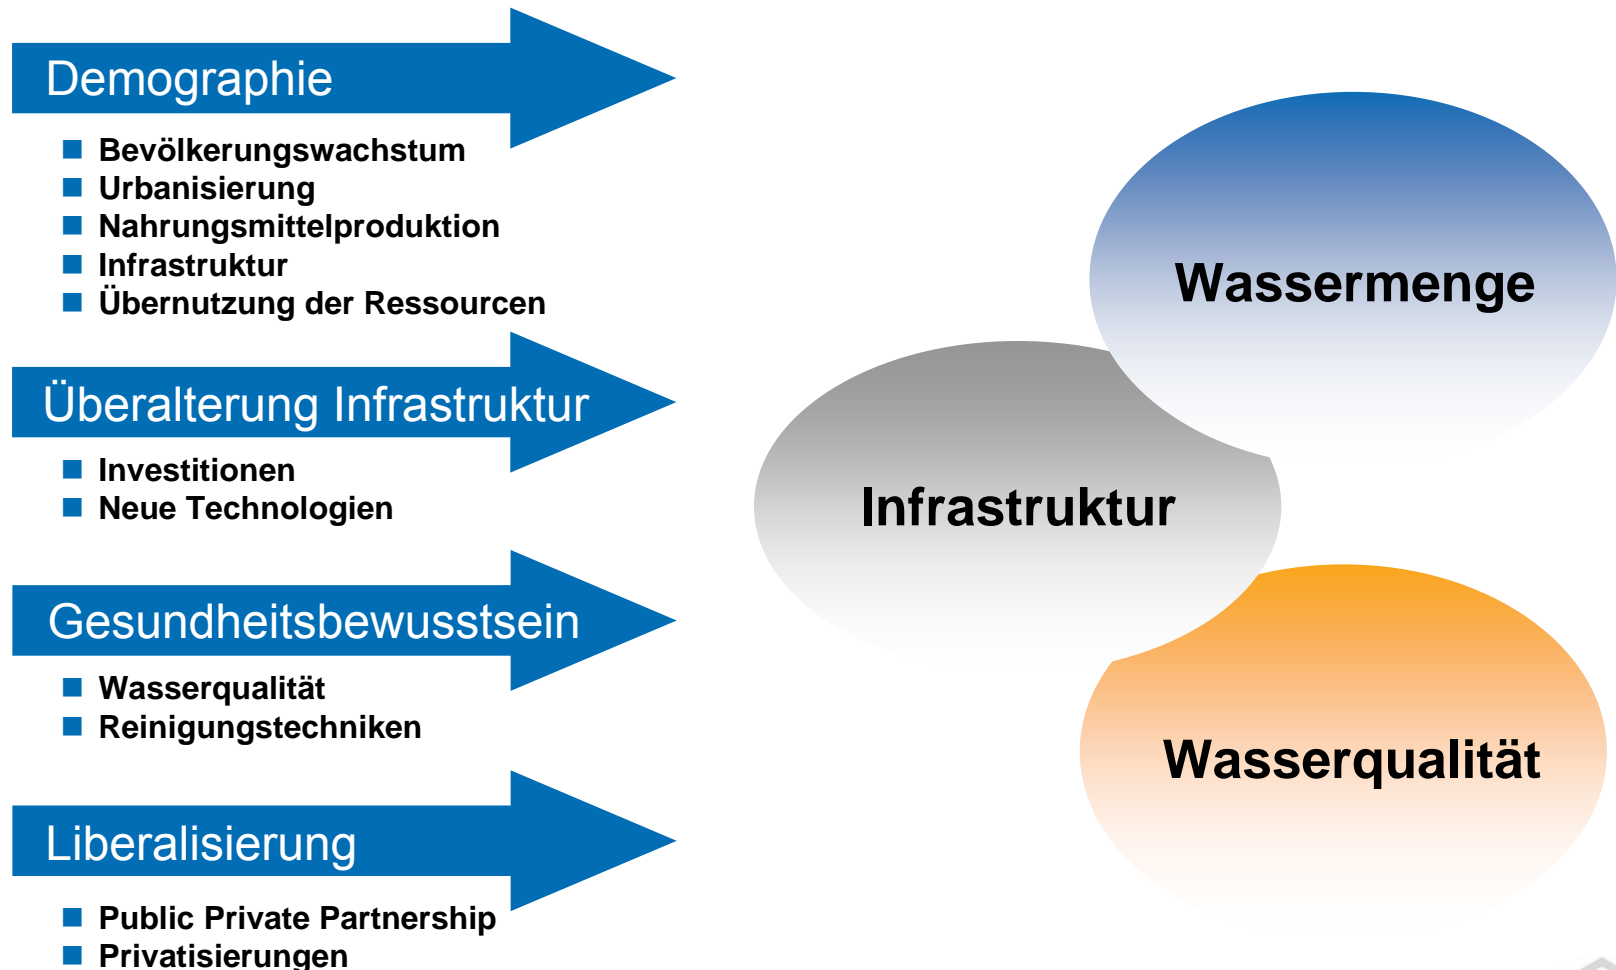 Demographie
Bevölkerungswachstum
Urbanisierung
Nahrungsmittelproduktion
Infrastruktur
Übernutzung der Ressourcen
Überalterung Infrastruktur
Investitionen
Neue Technologien
Gesundheitsbewusstsein
Wasserqualität
Reinigungstechniken
Liberalisierung
Public Private Partnership
Privatisierungen
Wassermenge
Infrastruktur
Wasserqualität